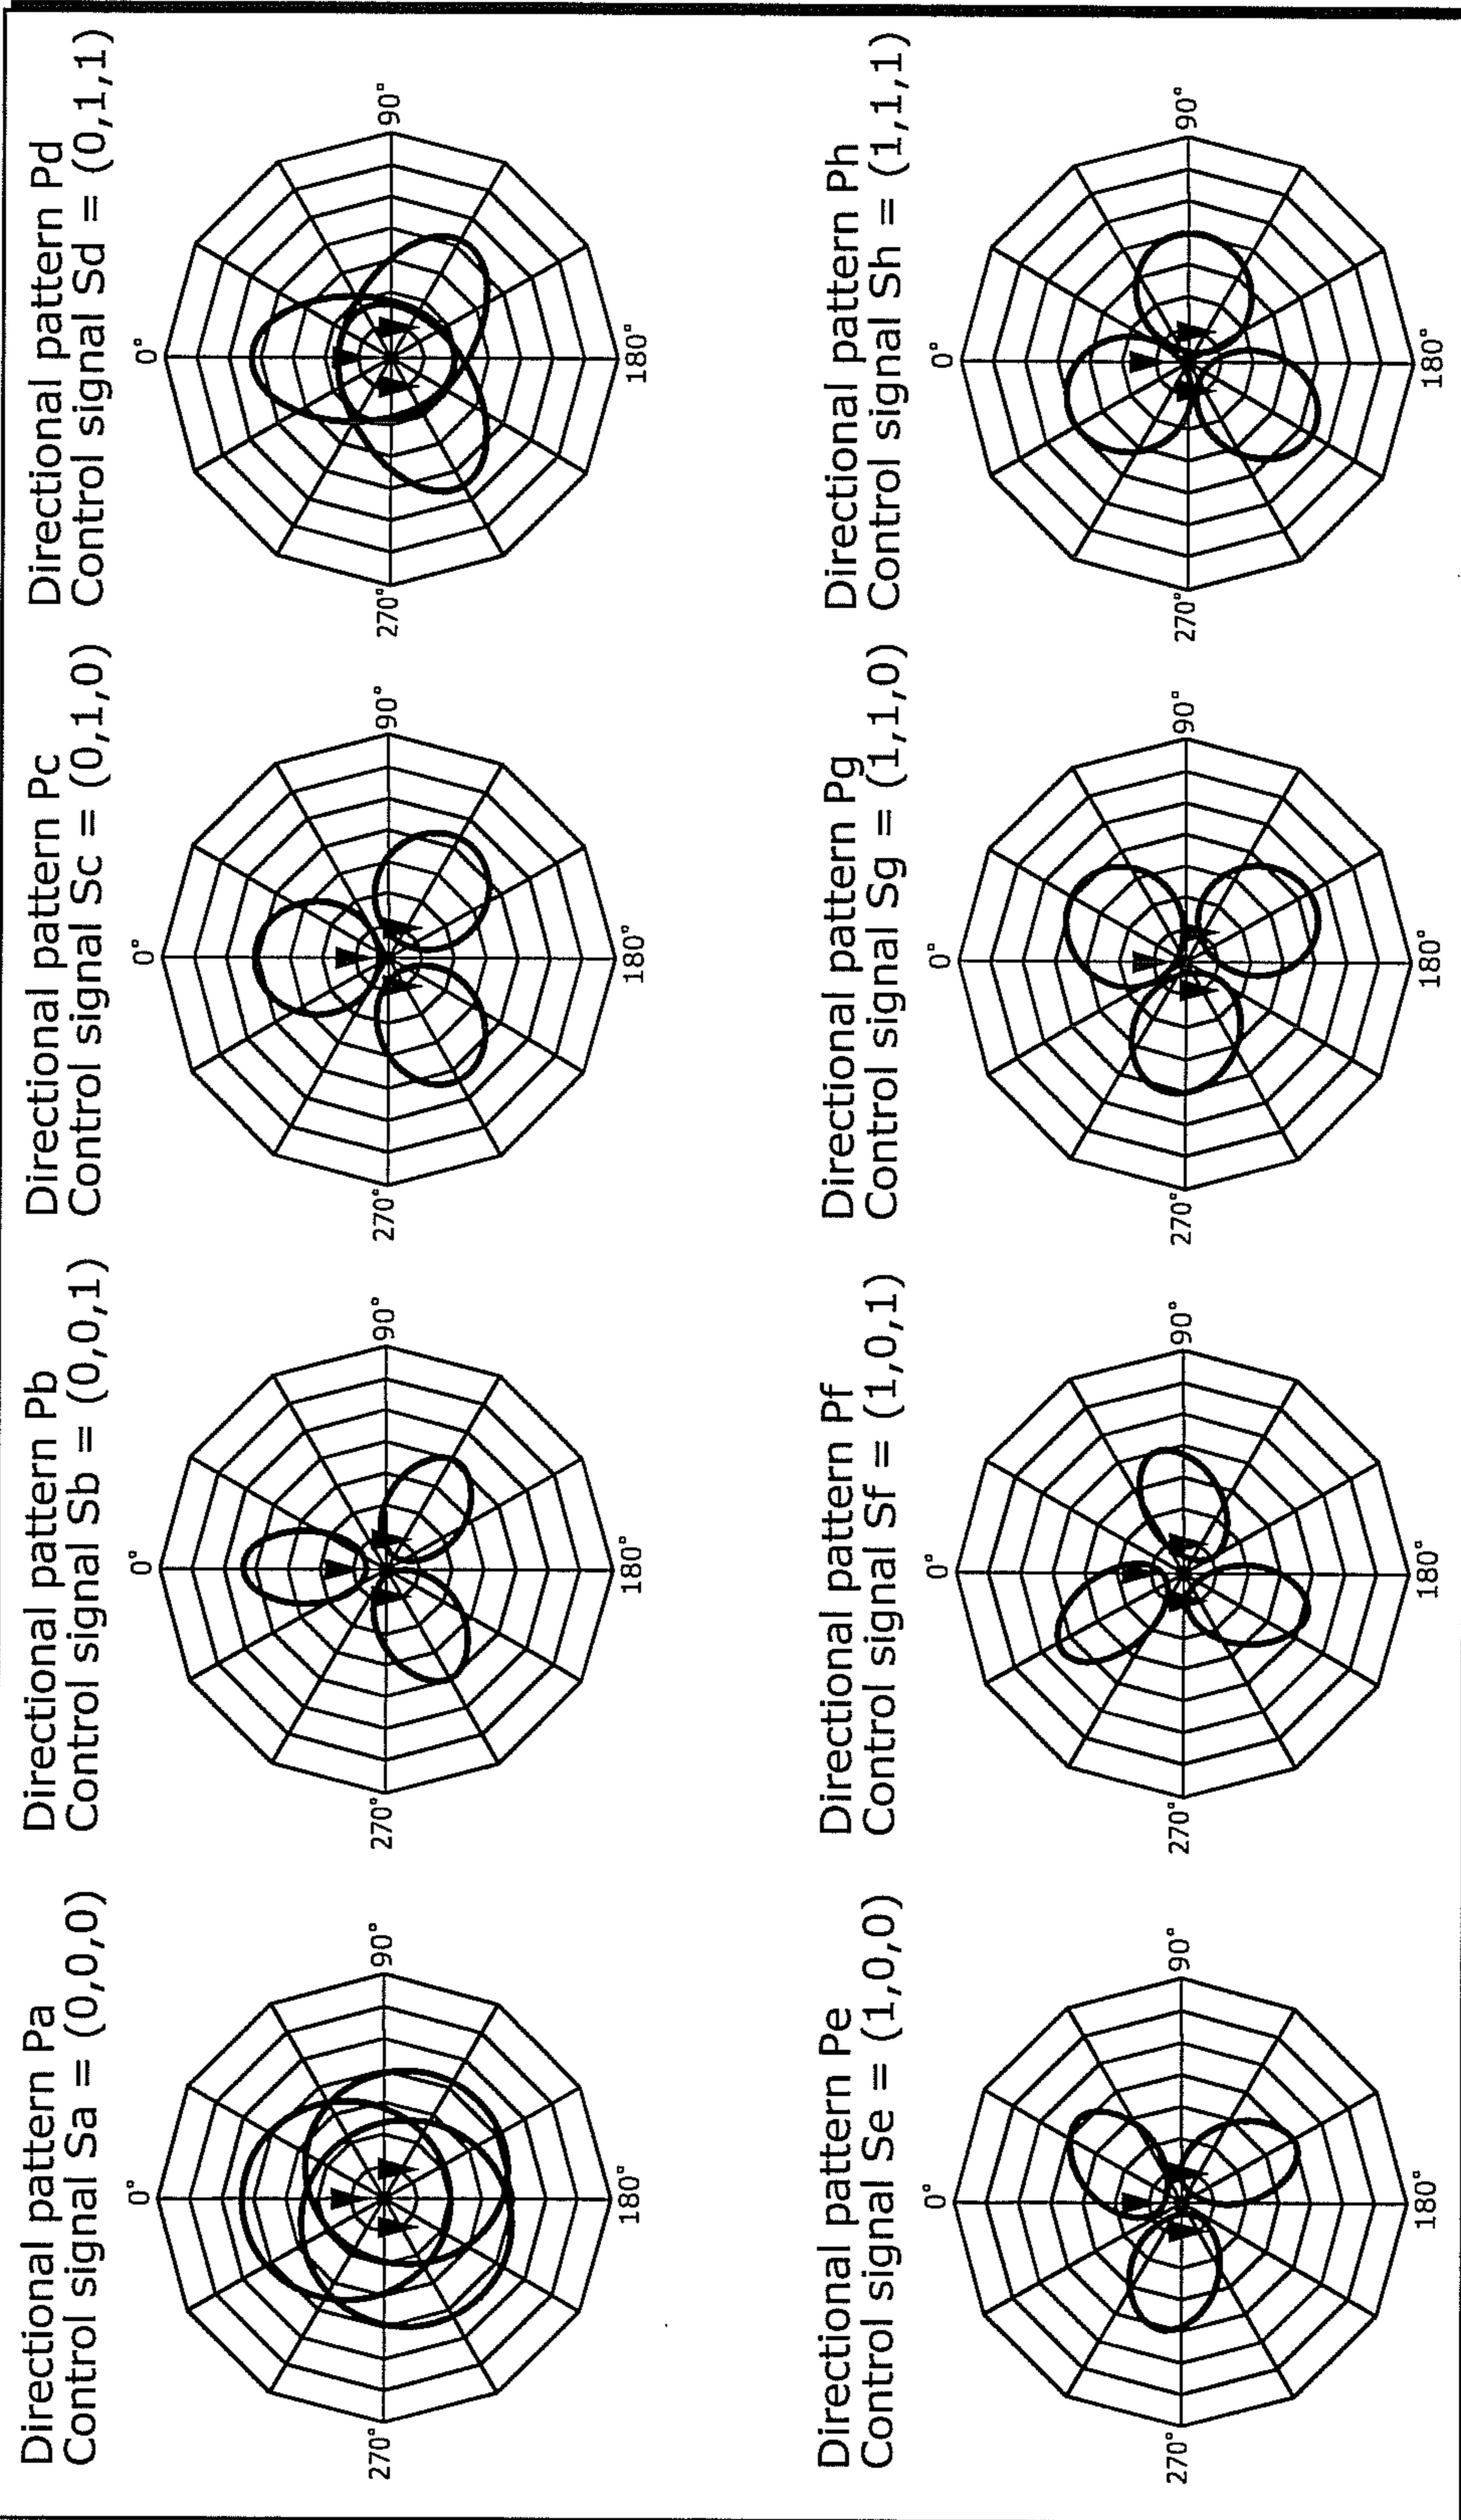 Directional pattern Pa
Control signal Sa = (0,0,0)
0°
90°
180°
270°
Directional pattern Pb
Control signal Sb = (0,0,1)
0°
90°
180°
270°
Directional pattern Pc
Control signal Sc = (0,1,0)
0°
90°
180°
270°
Directional pattern Pd
Control signal Sd = (0,1,1)
0°
90°
180°
270°
Directional pattern Pe
Control signal Se = (1,0,0)
0°
90°
180°
270°
Directional pattern Pf
Control signal Sf = (1,0,1)
0°
90°
180°
270°
Directional pattern Pg
Control signal Sg = (1,1,0)
0°
90°
180°
270°
Directional pattern Ph
Control signal Sh = (1,1,1)
0°
90°
180°
270°